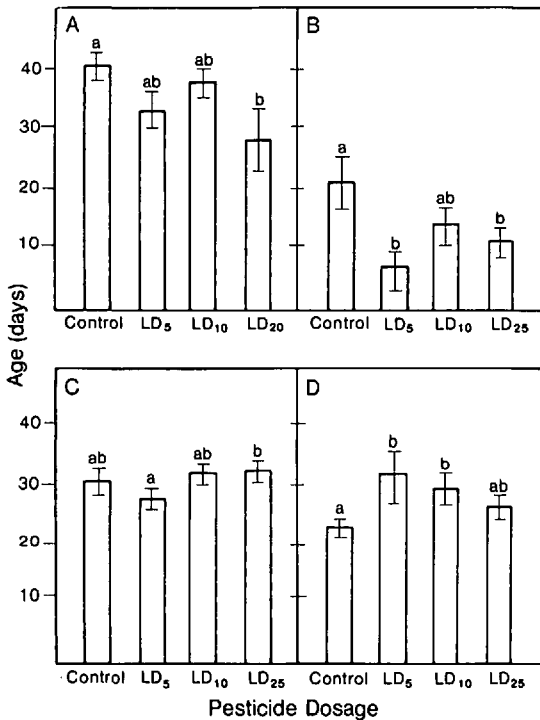 A
B
a
ab
ab
b
a
b
ab
b
40
30
20
10
Control LD₅ LD₁₀ LD₂₀ Control LD₅ LD₁₀ LD₂₅
Age (days)
C
D
ab
a
ab
b
a
b
b
ab
40
30
20
10
Control LD₅ LD₁₀ LD₂₅ Control LD₅ LD₁₀ LD₂₅
Pesticide Dosage